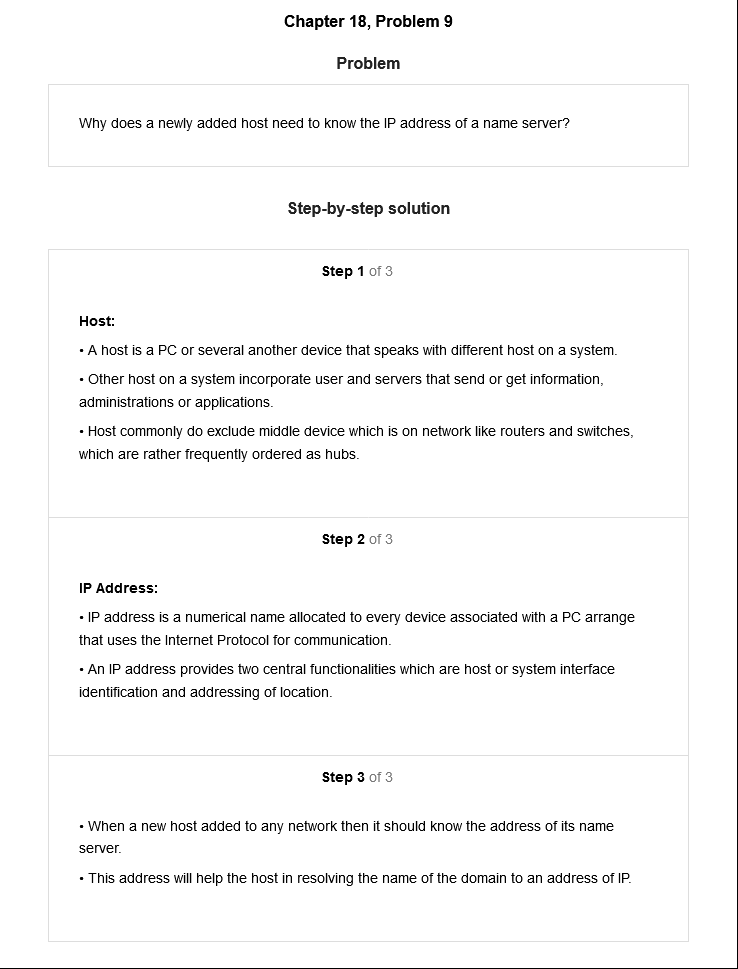 Chapter 18, Problem 9
Problem
Why does a newly added host need to know the IP address of a name server?
Step-by-step solution
Step 1 of 3
Host:
• A host is a PC or several another device that speaks with different host on a system.
• Other host on a system incorporate user and servers that send or get information,
administrations or applications.
• Host commonly do exclude middle device which is on network like routers and switches,
which are rather frequently ordered as hubs.
Step 2 of 3
IP Address:
• IP address is a numerical name allocated to every device associated with a PC arrange
that uses the Internet Protocol for communication.
• An IP address provides two central functionalities which are host or system interface
identification and addressing of location.
Step 3 of 3
• When a new host added to any network then it should know the address of its name
server.
• This address will help the host in resolving the name of the domain to an address of IP.